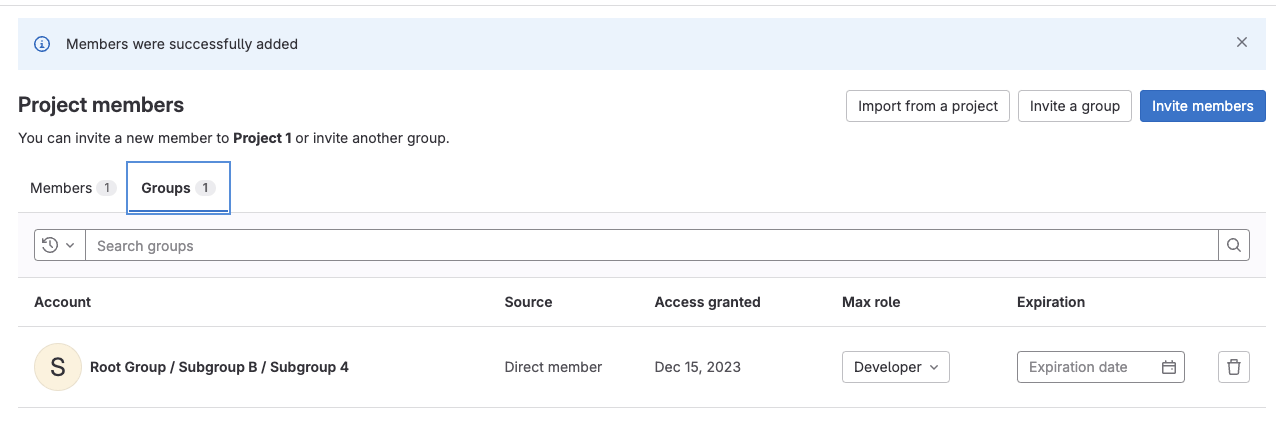 Members were successfully added
Project members
Import from a project
Invite a group
Invite members
You can invite a new member to Project 1 or invite another group.
Members 1
Groups 1
Search groups
Account Source Access granted Max role Expiration
S Root Group / Subgroup B / Subgroup 4 Direct member Dec 15, 2023 Developer Expiration date